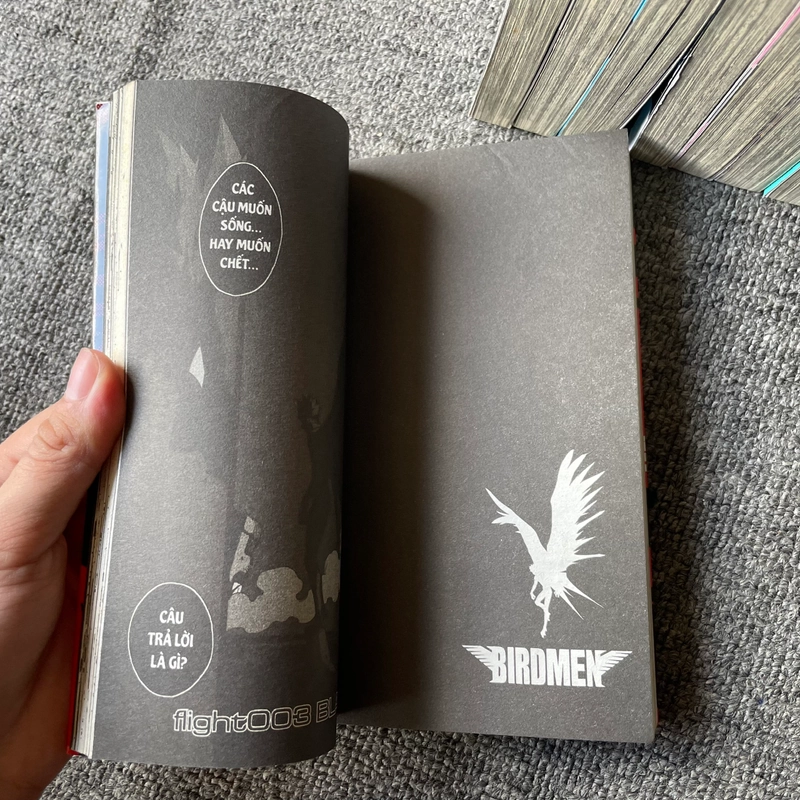 CÁC
CẬU MUỐN
SỐNG...
HAY MUỐN
CHẾT...
CÂU
TRẢ LỜI
LÀ GÌ?
flight003
BIRDMEN